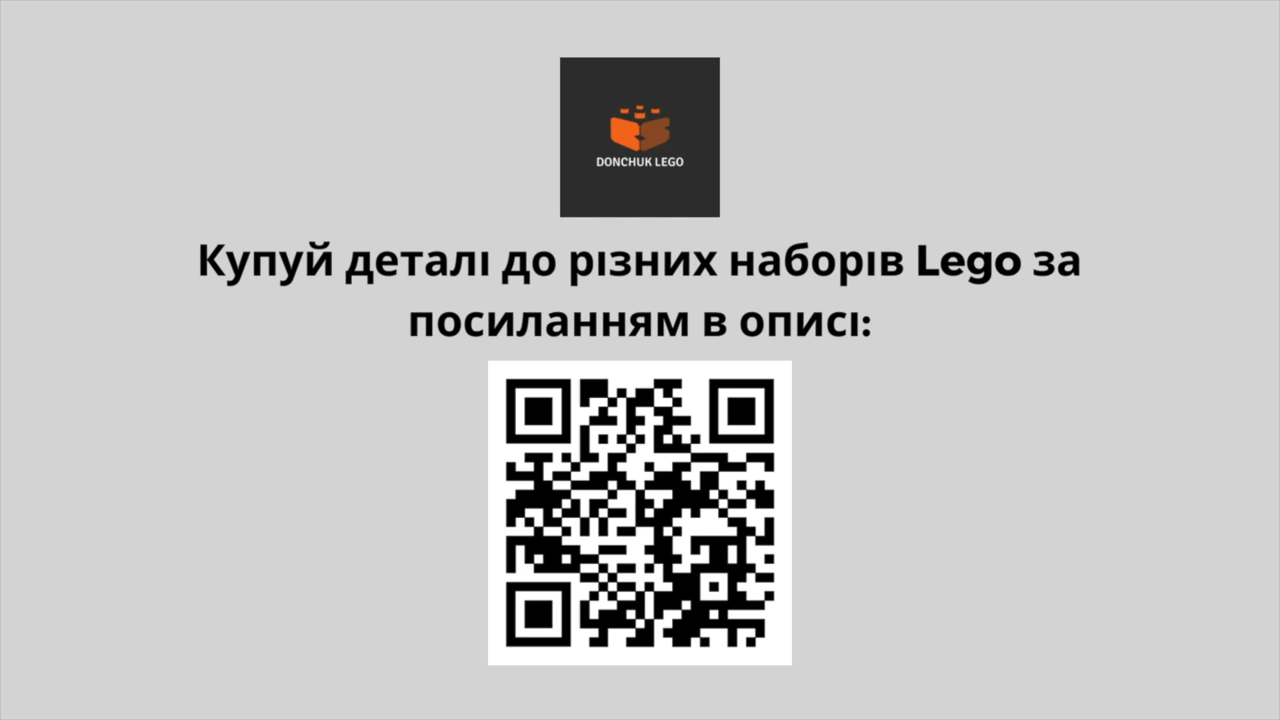 DONCHUK LEGO
Купуй деталі до різних наборів Lego за
посиланням в описі: